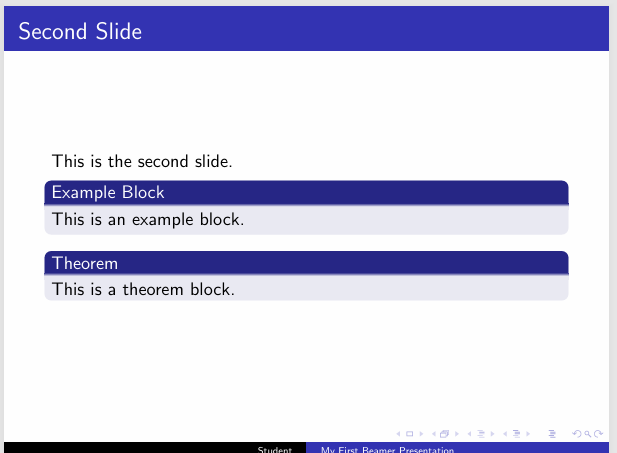 Second Slide
This is the second slide.
Example Block
This is an example block.
Theorem
This is a theorem block.
Student My First Beamer Presentation